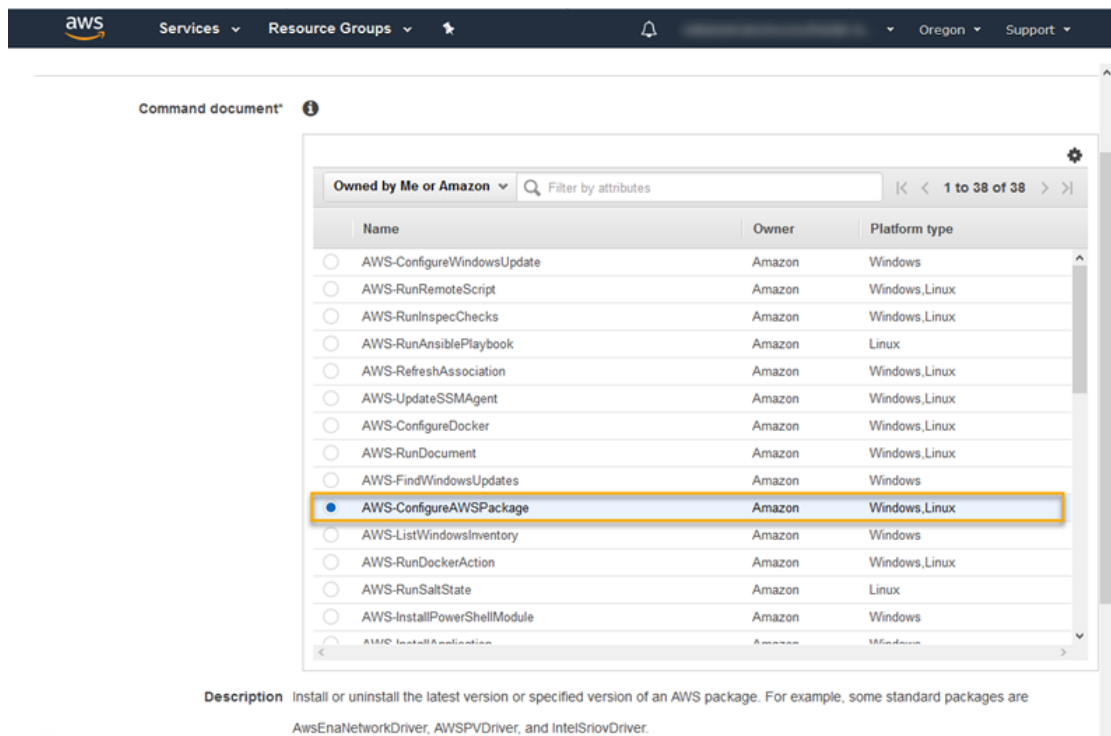 aws Services Resource Groups Oregon Support
Command document*
Owned by Me or Amazon Filter by attributes 1 to 38 of 38
Name Owner Platform type
AWS-ConfigureWindowsUpdate Amazon Windows
AWS-RunRemoteScript Amazon Windows,Linux
AWS-RunInspecChecks Amazon Windows,Linux
AWS-RunAnsiblePlaybook Amazon Linux
AWS-RefreshAssociation Amazon Windows,Linux
AWS-UpdateSSMAgent Amazon Windows,Linux
AWS-ConfigureDocker Amazon Windows,Linux
AWS-RunDocument Amazon Windows,Linux
AWS-FindWindowsUpdates Amazon Windows
AWS-ConfigureAWSPackage Amazon Windows,Linux
AWS-ListWindowsInventory Amazon Windows
AWS-RunDockerAction Amazon Windows,Linux
AWS-RunSaltState Amazon Linux
AWS-InstallPowerShellModule Amazon Windows
AWS-InstallApplication Amazon Windows
Description Install or uninstall the latest version or specified version of an AWS package. For example, some standard packages are
AwsEnaNetworkDriver, AWSPVDriver, and IntelSriovDriver.